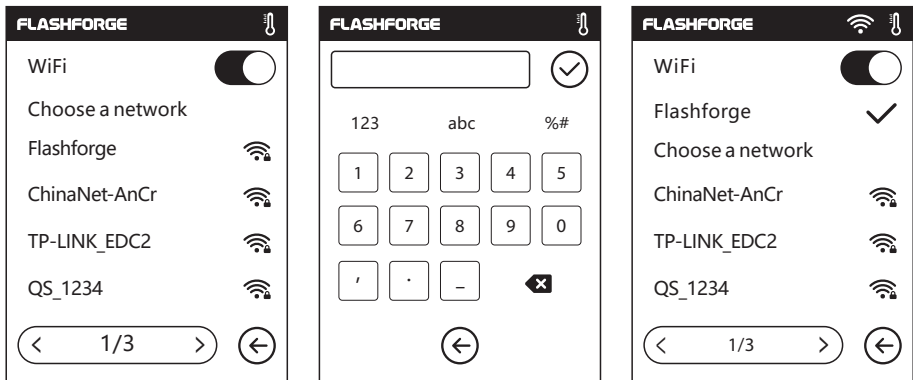 FLASHFORGE
WiFi
Choose a network
Flashforge
ChinaNet-AnCr
TP-LINK_EDC2
QS_1234
1/3
FLASHFORGE
123 abc %#
1 2 3 4 5
6 7 8 9 0
, . _
FLASHFORGE
WiFi
Flashforge
Choose a network
ChinaNet-AnCr
TP-LINK_EDC2
QS_1234
1/3